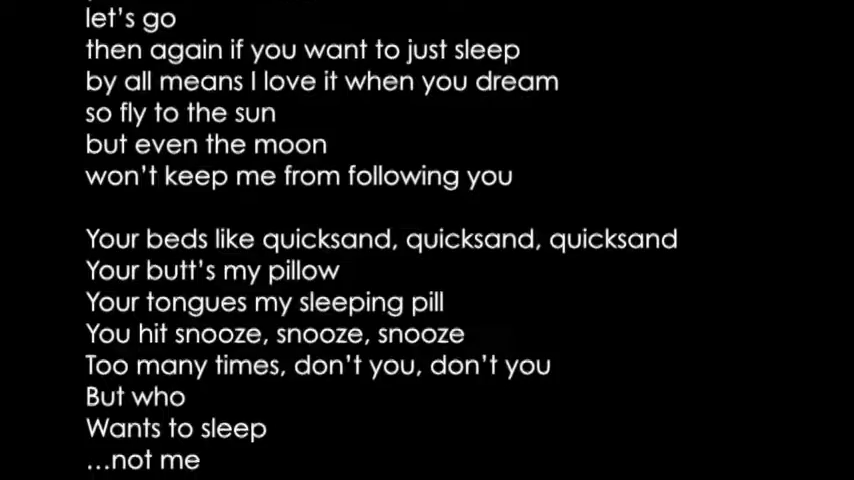 let's go
then again if you want to just sleep
by all means I love it when you dream
so fly to the sun
but even the moon
won't keep me from following you
Your beds like quicksand, quicksand, quicksand
Your butt's my pillow
Your tongues my sleeping pill
You hit snooze, snooze, snooze
Too many times, don't you, don't you
But who
Wants to sleep
...not me